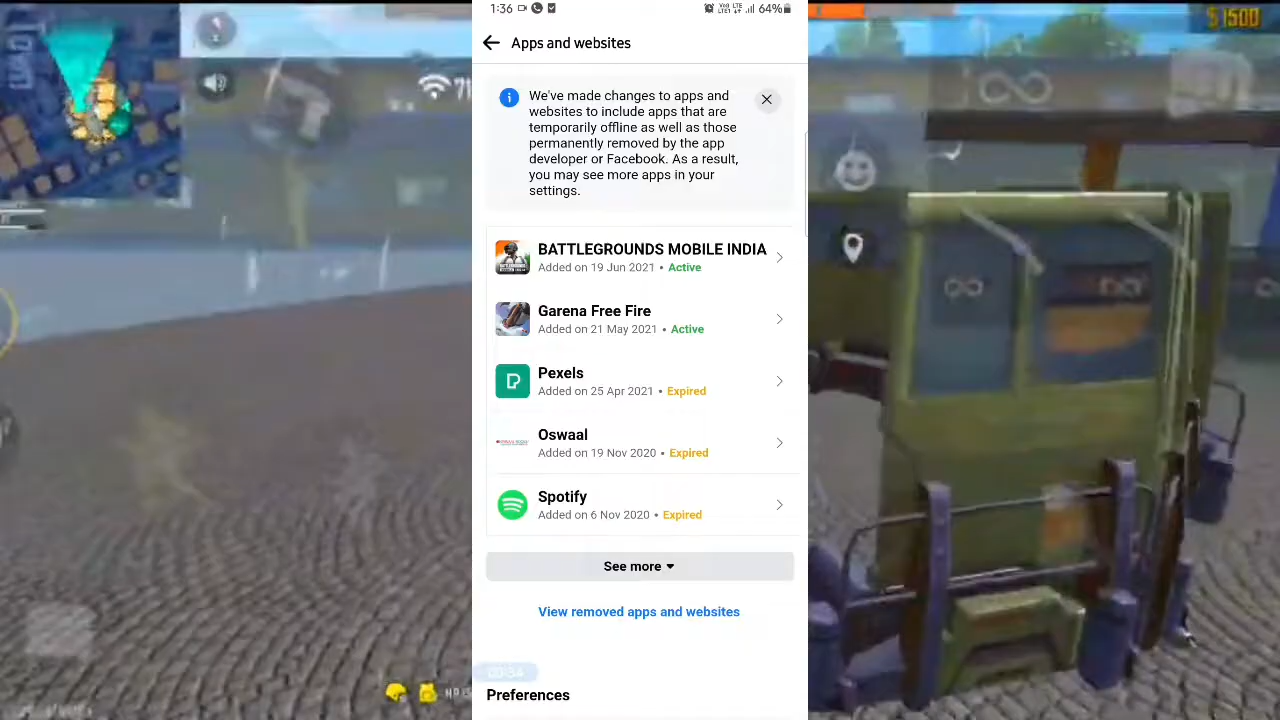 1:36
64%
Apps and websites
We've made changes to apps and
websites to include apps that are
temporarily offline as well as those
permanently removed by the app
developer or Facebook. As a result,
you may see more apps in your
settings.
BATTLEGROUNDS MOBILE INDIA
Added on 19 Jun 2021 • Active
Garena Free Fire
Added on 21 May 2021 • Active
Pexels
Added on 25 Apr 2021 • Expired
Oswaal
Added on 19 Nov 2020 • Expired
Spotify
Added on 6 Nov 2020 • Expired
See more
View removed apps and websites
00:34
Preferences
$1500
71